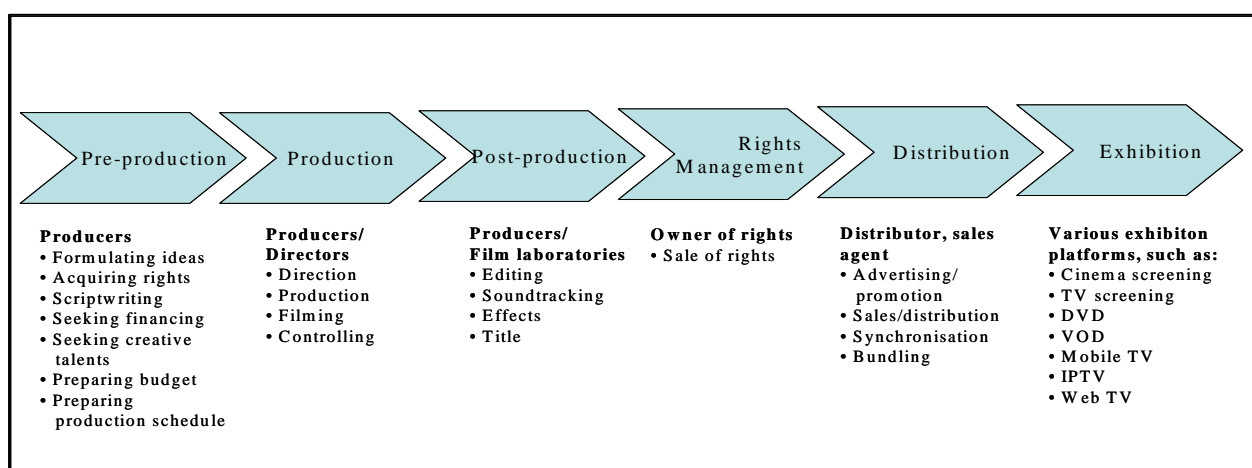 Pre-production
Production
Post-production
Rights
Management
Distribution
Exhibition
Producers
• Formulating ideas
• Acquiring rights
• Scriptwriting
• Seeking financing
• Seeking creative
talents
• Preparing budget
• Preparing
production schedule
Producers/
Directors
• Direction
• Production
• Filming
• Controlling
Producers/
Film laboratories
• Editing
• Soundtracking
• Effects
• Title
Owner of rights
• Sale of rights
Distributor, sales
agent
• Advertising/
promotion
• Sales/distribution
• Synchronisation
• Bundling
Various exhibiton
platforms, such as:
• Cinema screening
• TV screening
• DVD
• VOD
• Mobile TV
• IPTV
• Web TV